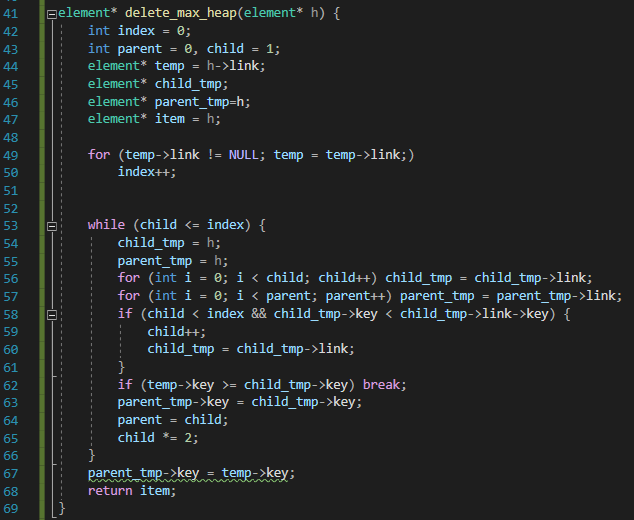 41 element* delete_max_heap(element* h) {
42 int index = 0;
43 int parent = 0, child = 1;
44 element* temp = h->link;
45 element* child_tmp;
46 element* parent_tmp=h;
47 element* item = h;
48
49 for (temp->link != NULL; temp = temp->link;)
50 index++;
51
52
53 while (child <= index) {
54 child_tmp = h;
55 parent_tmp = h;
56 for (int i = 0; i < child; child++) child_tmp = child_tmp->link;
57 for (int i = 0; i < parent; parent++) parent_tmp = parent_tmp->link;
58 if (child < index && child_tmp->key < child_tmp->link->key) {
59 child++;
60 child_tmp = child_tmp->link;
61 }
62 if (temp->key >= child_tmp->key) break;
63 parent_tmp->key = child_tmp->key;
64 parent = child;
65 child *= 2;
66 }
67 parent_tmp->key = temp->key;
68 return item;
69 }